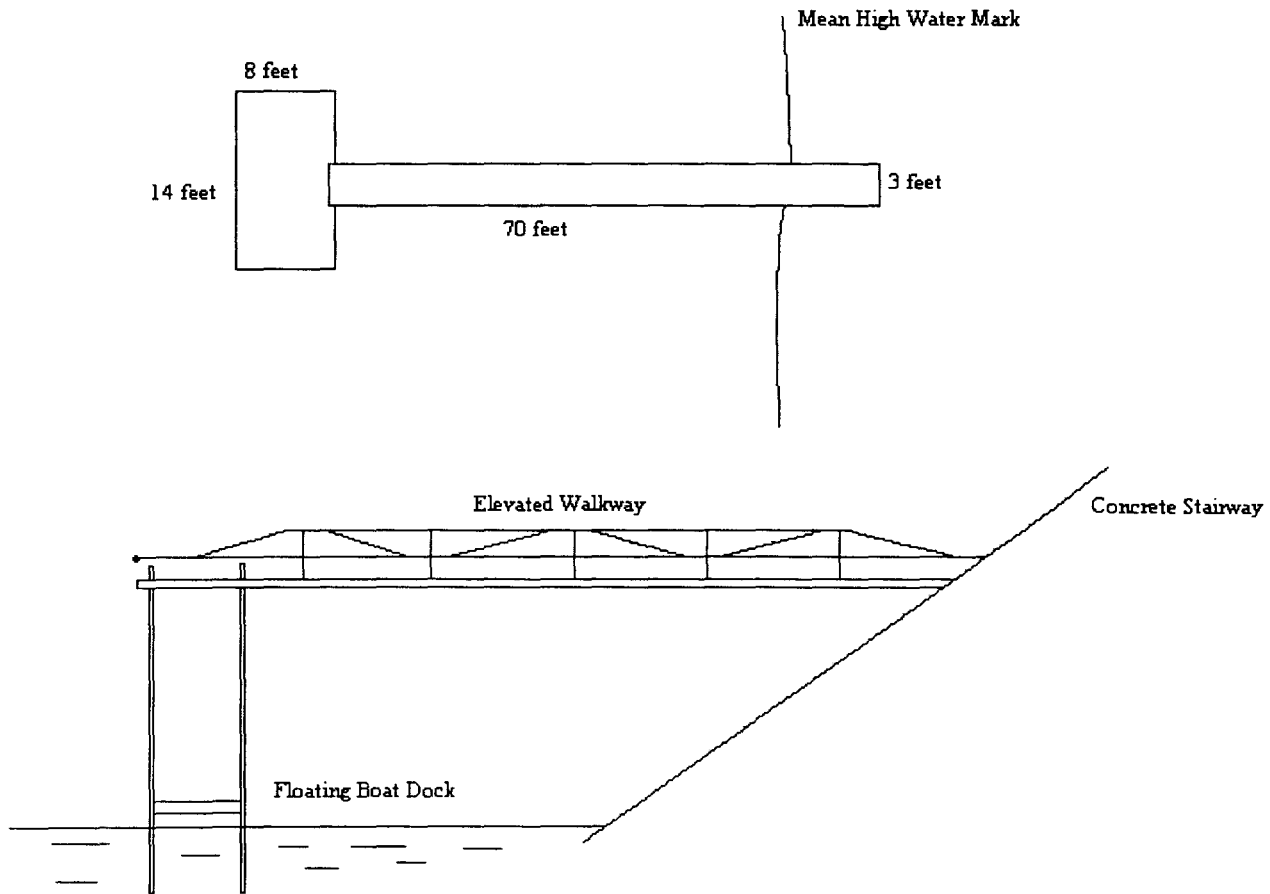 Mean High Water Mark
8 feet
14 feet
3 feet
70 feet
Elevated Walkway
Concrete Stairway
Floating Boat Dock